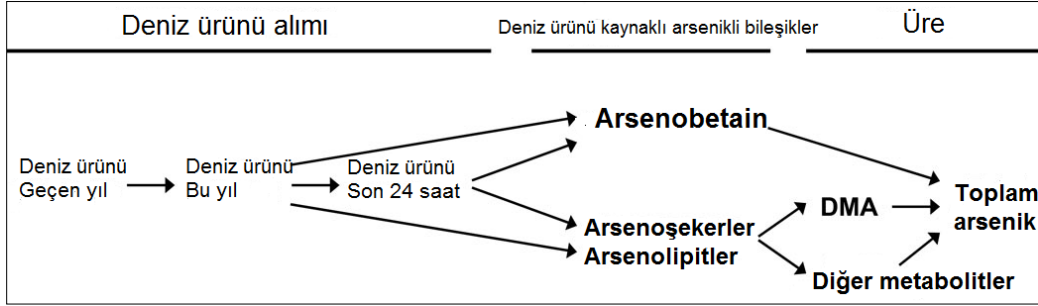 Deniz ürünü alımı
Deniz ürünü kaynaklı arsenikli bileşikler
Üre
Arsenobetain
Deniz ürünü
Geçen yıl
Deniz ürünü
Bu yıl
Deniz ürünü
Son 24 saat
Arsenoşekerler
Arsenolipitler
DMA
Diğer metabolitler
Toplam
arsenik